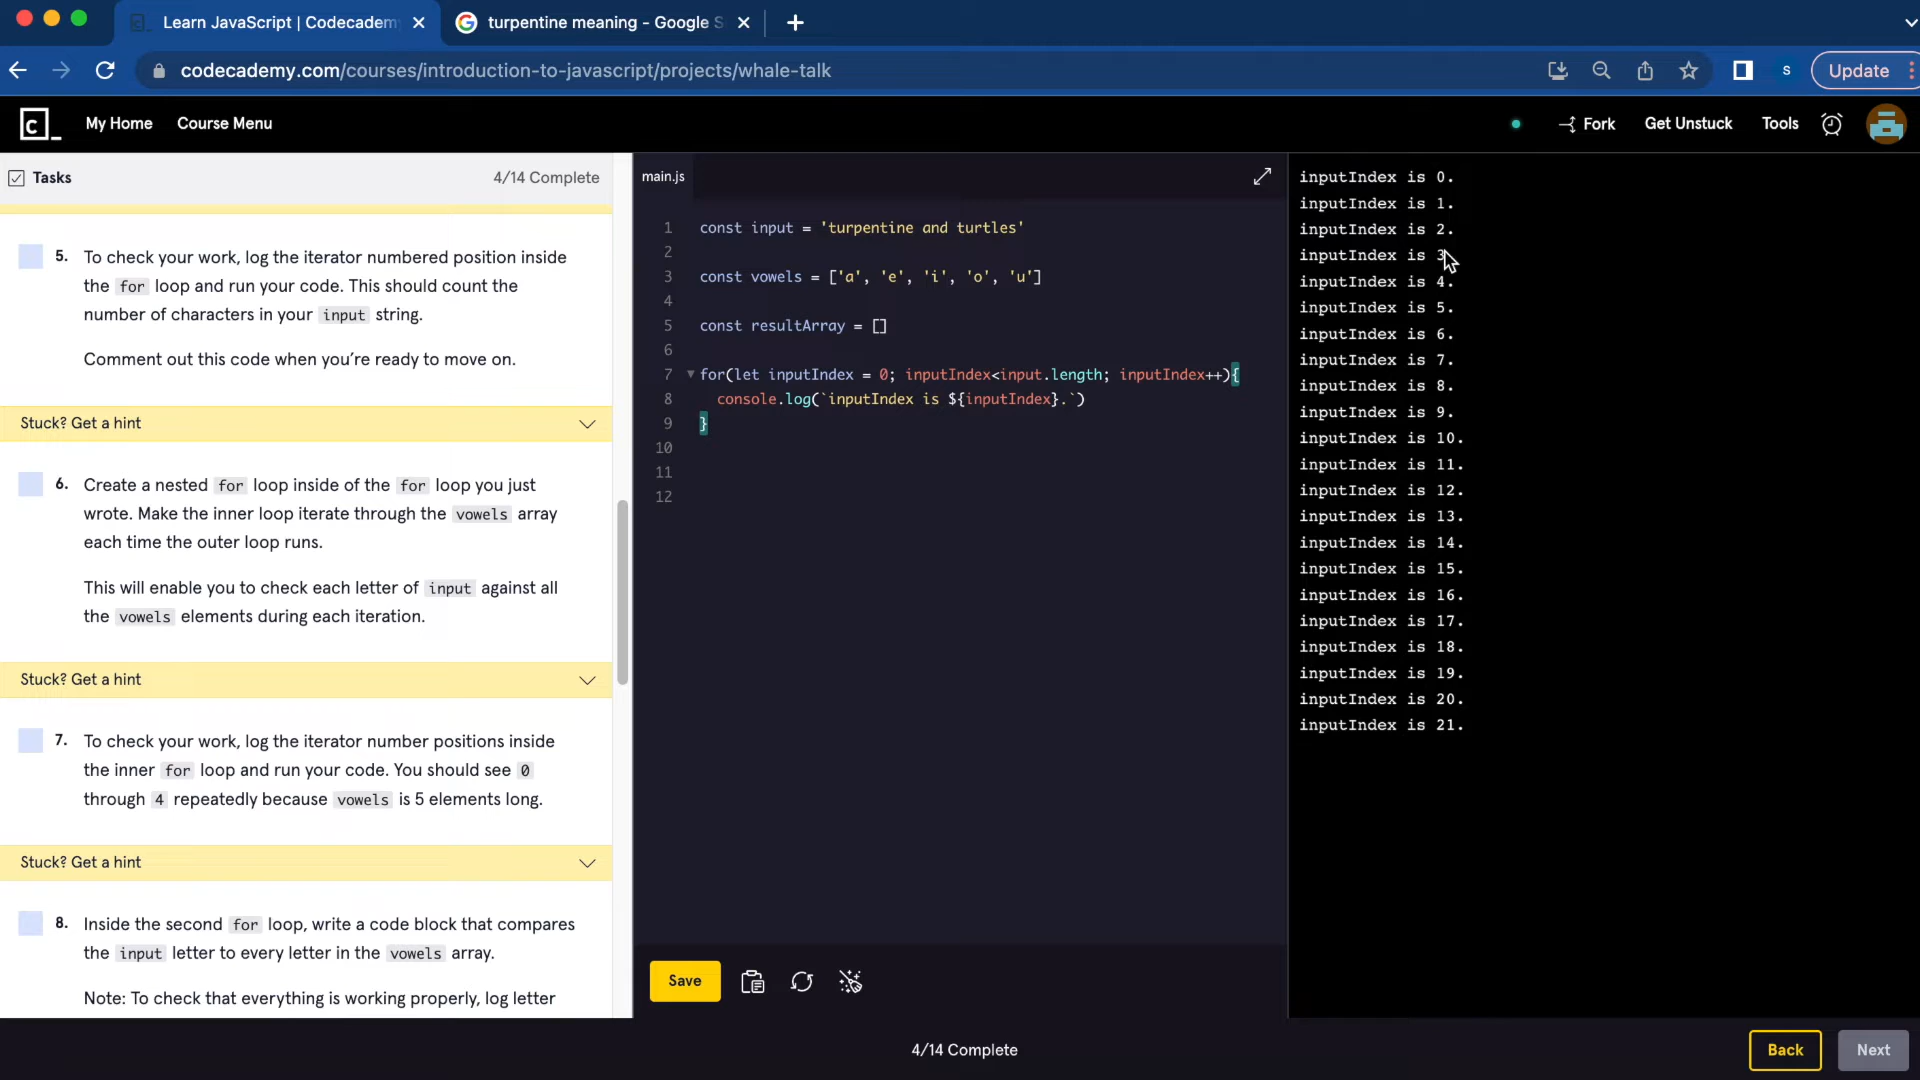 Learn JavaScript | Codecadem
turpentine meaning - Google S
codecademy.com/courses/introduction-to-javascript/projects/whale-talk
S
Update
c_
My Home
Course Menu
Fork
Get Unstuck
Tools
Tasks
4/14 Complete
5. To check your work, log the iterator numbered position inside
the for loop and run your code. This should count the
number of characters in your input string.
Comment out this code when you're ready to move on.
Stuck? Get a hint
6. Create a nested for loop inside of the for loop you just
wrote. Make the inner loop iterate through the vowels array
each time the outer loop runs.
This will enable you to check each letter of input against all
the vowels elements during each iteration.
Stuck? Get a hint
7. To check your work, log the iterator number positions inside
the inner for loop and run your code. You should see 0
through 4 repeatedly because vowels is 5 elements long.
Stuck? Get a hint
8. Inside the second for loop, write a code block that compares
the input letter to every letter in the vowels array.
Note: To check that everything is working properly, log letter
main.js
1 const input = 'turpentine and turtles'
2
3 const vowels = ['a', 'e', 'i', 'o', 'u']
4
5 const resultArray = []
6
7 for(let inputIndex = 0; inputIndex<input.length; inputIndex++){
8 console.log(`inputIndex is ${inputIndex}.`)
9 }
10
11
12
Save
inputIndex is 0.
inputIndex is 1.
inputIndex is 2.
inputIndex is 3
inputIndex is 4.
inputIndex is 5.
inputIndex is 6.
inputIndex is 7.
inputIndex is 8.
inputIndex is 9.
inputIndex is 10.
inputIndex is 11.
inputIndex is 12.
inputIndex is 13.
inputIndex is 14.
inputIndex is 15.
inputIndex is 16.
inputIndex is 17.
inputIndex is 18.
inputIndex is 19.
inputIndex is 20.
inputIndex is 21.
4/14 Complete
Back
Next